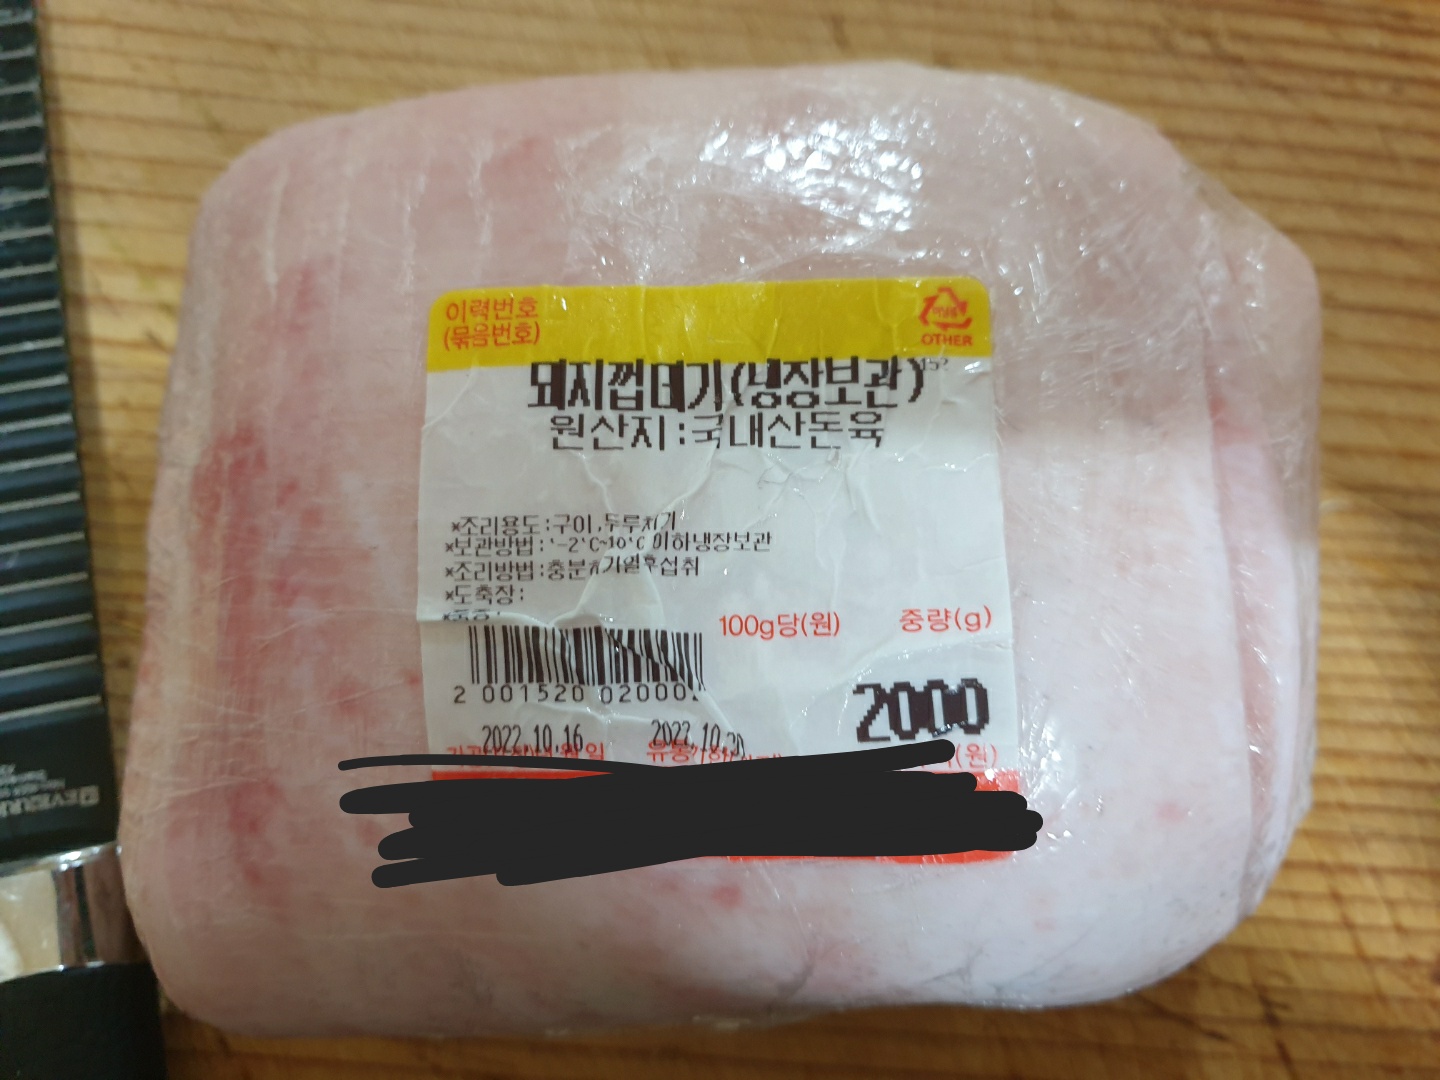 이력번호
(묶음번호)
OTHER
돼지껍데기(냉장보관)
원산지:국내산돈육
*조리용도:구이,두루치기
*보관방법:'-2'C~10'C이하냉장보관
*조리방법:충분히가열후섭취
*도축장:
100g당(원) 중량(g)
2 001520 02000
2000
2022.10.16 2022.10.20
(원)